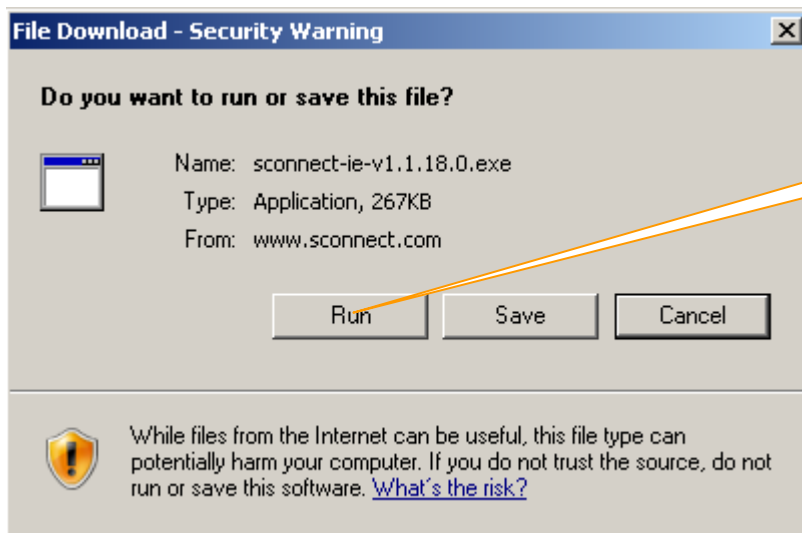 File Download - Security Warning
Do you want to run or save this file?
Name: sconnect-ie-v1.1.18.0.exe
Type: Application, 267KB
From: www.sconnect.com
Run Save Cancel
While files from the Internet can be useful, this file type can
potentially harm your computer. If you do not trust the source, do not
run or save this software. What's the risk?